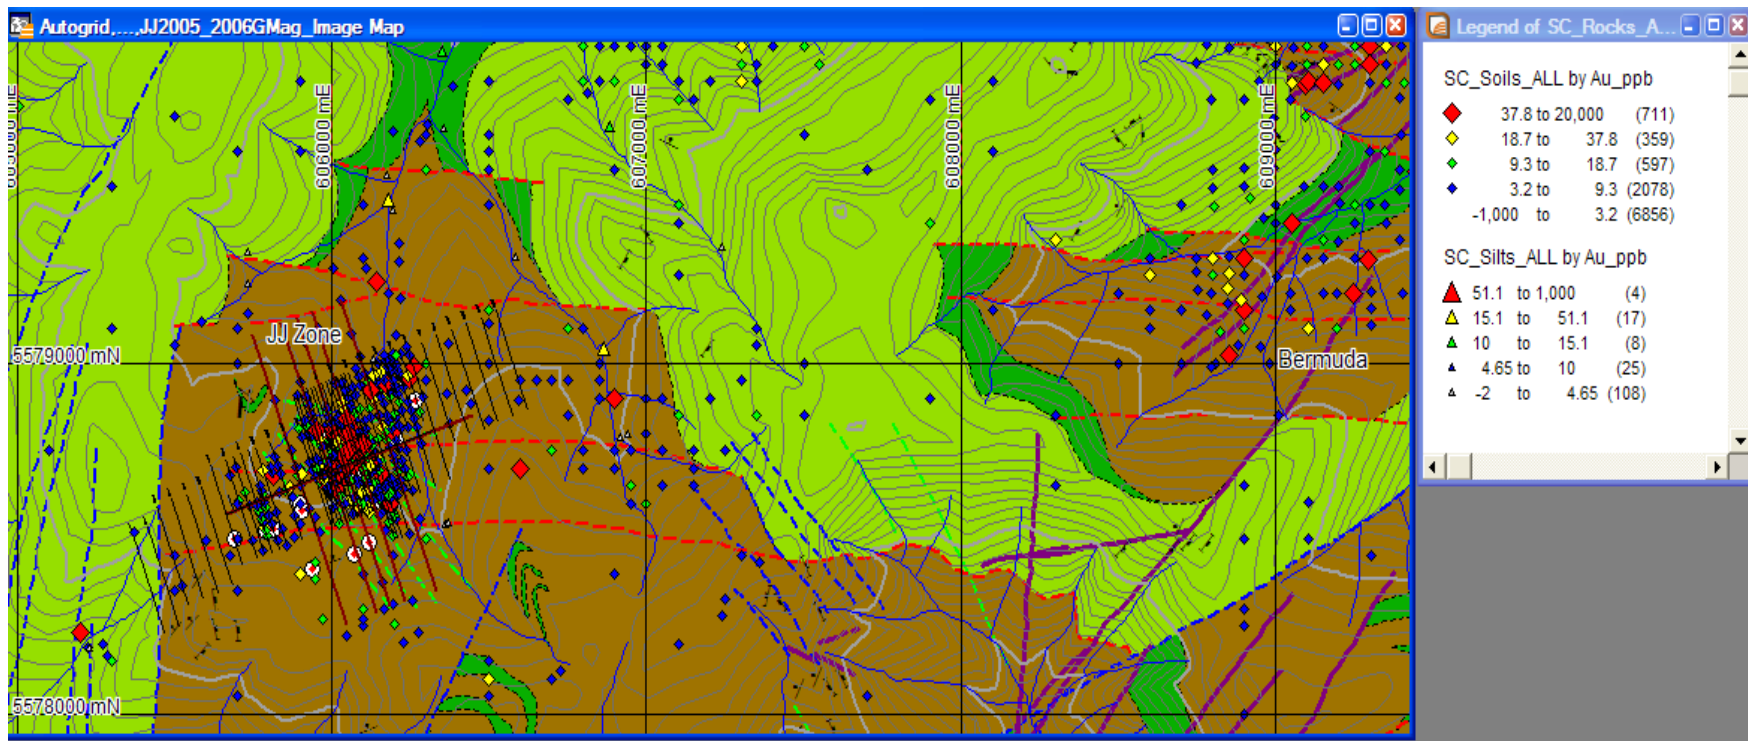 Autogrid,...,JJ2005_2006GMag_Image Map
Legend of SC_Rocks_A...
606000 mE
607000 mE
608000 mE
609000 mE
JJ Zone
5579000 mN
Bermuda
5578000 mN
SC_Soils_ALL by Au_ppb
37.8 to 20,000 (711)
18.7 to 37.8 (359)
9.3 to 18.7 (597)
3.2 to 9.3 (2078)
-1,000 to 3.2 (6856)
SC_Silts_ALL by Au_ppb
51.1 to 1,000 (4)
15.1 to 51.1 (17)
10 to 15.1 (8)
4.65 to 10 (25)
-2 to 4.65 (108)